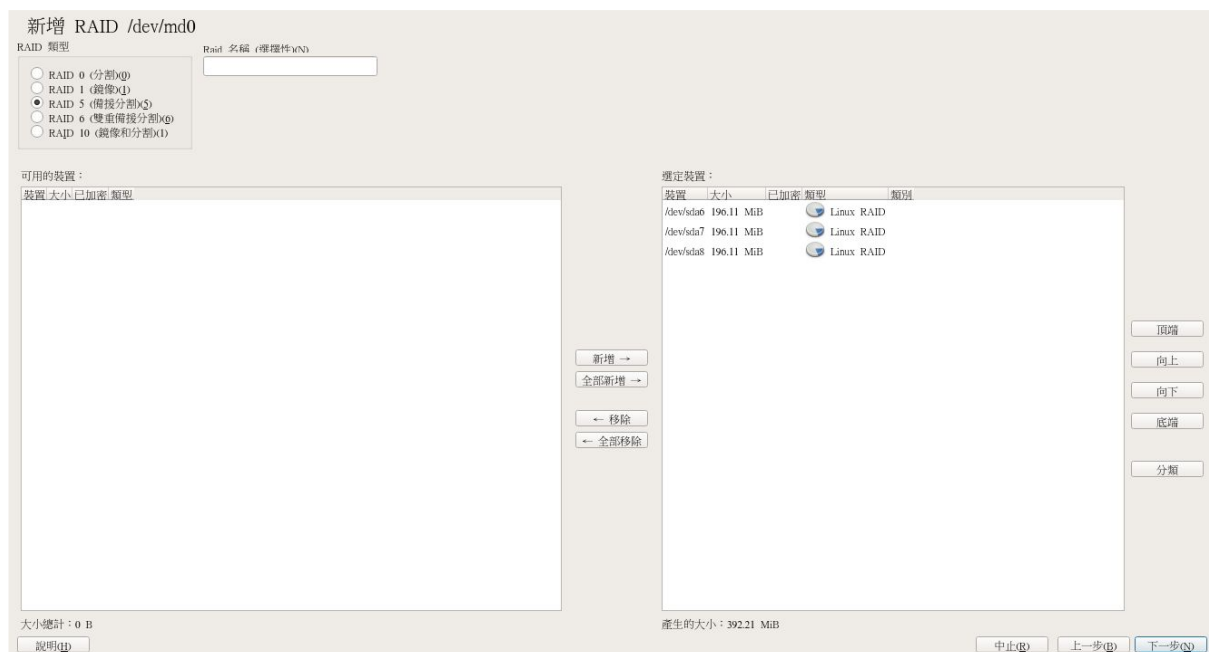 新增 RAID /dev/md0
RAID 類型
RAID 0 (分割)(0)
RAID 1 (鏡像)(1)
RAID 5 (備援分割)(5)
RAID 6 (雙重備援分割)(6)
RAID 10 (鏡像和分割)(1)
Raid 名稱 (選擇性)(N)
可用的裝置：
裝置 大小 已加密 類型
大小總計：0 B
新增 →
全部新增 →
← 移除
← 全部移除
選定裝置：
裝置 大小 已加密 類型 類別
/dev/sda6 196.11 MiB Linux RAID
/dev/sda7 196.11 MiB Linux RAID
/dev/sda8 196.11 MiB Linux RAID
產生的大小：392.21 MiB
頂端
向上
向下
底端
分類
說明(H)
中止(R)
上一步(B)
下一步(N)